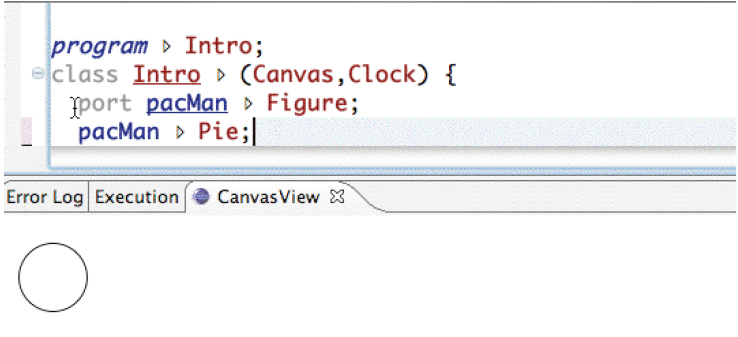 program ▹ Intro;
class Intro ▹ (Canvas,Clock) {
port pacMan ▹ Figure;
pacMan ▹ Pie;
Error Log Execution CanvasView